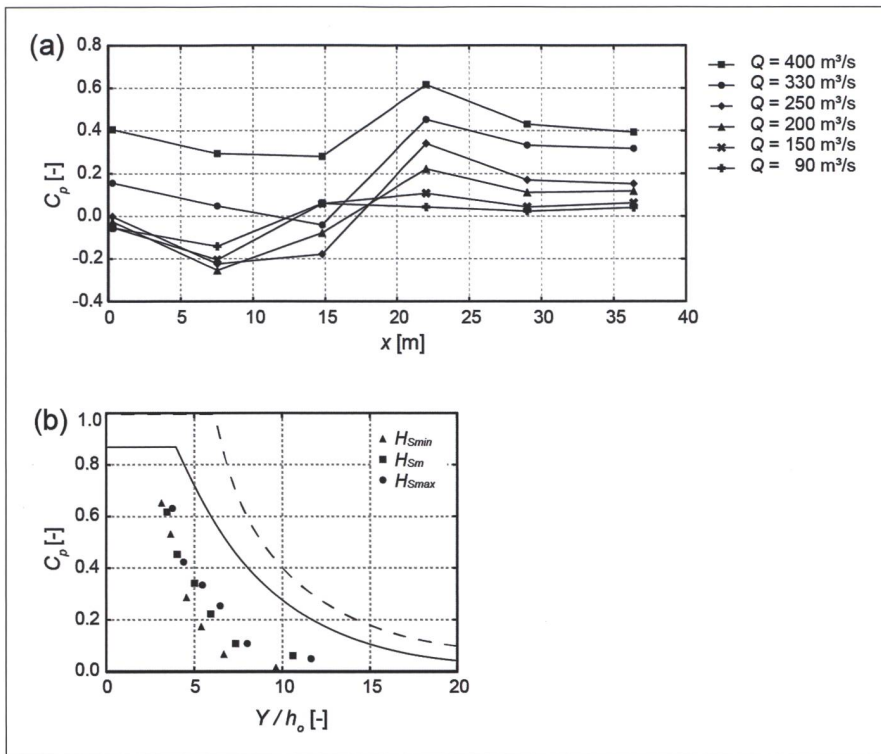 (a)
0.8
0.6
0.4
0.2
0.0
-0.2
-0.4
C_p [-]
0 5 10 15 20 25 30 35 40
x [m]
Q = 400 m³/s
Q = 330 m³/s
Q = 250 m³/s
Q = 200 m³/s
Q = 150 m³/s
Q = 90 m³/s
(b)
1.0
0.8
0.6
0.4
0.2
0.0
C_p [-]
0 5 10 15 20
Y / h_o [-]
H_Smin
H_Sm
H_Smax